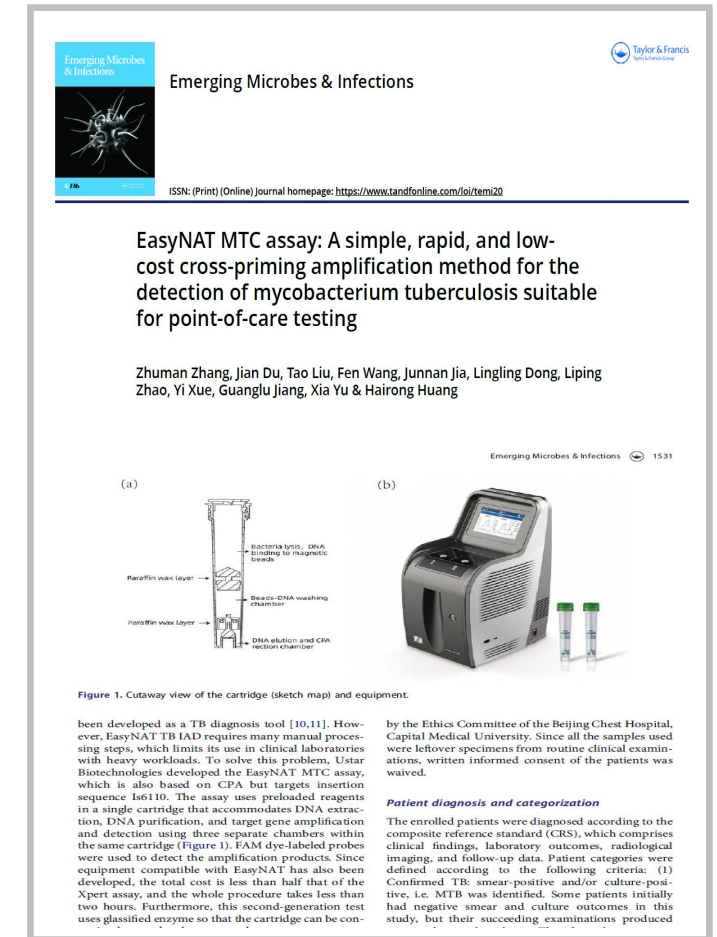 Emerging Microbes
& Infections
Taylor & Francis
Taylor & Francis Group
Emerging Microbes & Infections
ISSN: (Print) (Online) Journal homepage: https://www.tandfonline.com/loi/temi20
EasyNAT MTC assay: A simple, rapid, and low-
cost cross-priming amplification method for the
detection of mycobacterium tuberculosis suitable
for point-of-care testing
Zhuman Zhang, Jian Du, Tao Liu, Fen Wang, Junnan Jia, Lingling Dong, Liping
Zhao, Yi Xue, Guanglu Jiang, Xia Yu & Hairong Huang
Emerging Microbes & Infections 1531
(a)
Bacteria lysis, DNA
binding to magnetic
beads
Paraffin wax layer
Beads-DNA washing
chamber
Paraffin wax layer
DNA elution and CPA
rection chamber
(b)
Figure 1. Cutaway view of the cartridge (sketch map) and equipment.
been developed as a TB diagnosis tool [10,11]. How-
ever, EasyNAT TB IAD requires many manual proces-
sing steps, which limits its use in clinical laboratories
with heavy workloads. To solve this problem, Ustar
Biotechnologies developed the EasyNAT MTC assay,
which is also based on CPA but targets insertion
sequence Is6110. The assay uses preloaded reagents
in a single cartridge that accommodates DNA extrac-
tion, DNA purification, and target gene amplification
and detection using three separate chambers within
the same cartridge (Figure 1). FAM dye-labeled probes
were used to detect the amplification products. Since
equipment compatible with EasyNAT has also been
developed, the total cost is less than half that of the
Xpert assay, and the whole procedure takes less than
two hours. Furthermore, this second-generation test
uses glassified enzyme so that the cartridge can be con-
by the Ethics Committee of the Beijing Chest Hospital,
Capital Medical University. Since all the samples used
were leftover specimens from routine clinical examin-
ations, written informed consent of the patients was
waived.
Patient diagnosis and categorization
The enrolled patients were diagnosed according to the
composite reference standard (CRS), which comprises
clinical findings, laboratory outcomes, radiological
imaging, and follow-up data. Patient categories were
defined according to the following criteria: (1)
Confirmed TB: smear-positive and/or culture-posi-
tive, i.e. MTB was identified. Some patients initially
had negative smear and culture outcomes in this
study, but their succeeding examinations produced